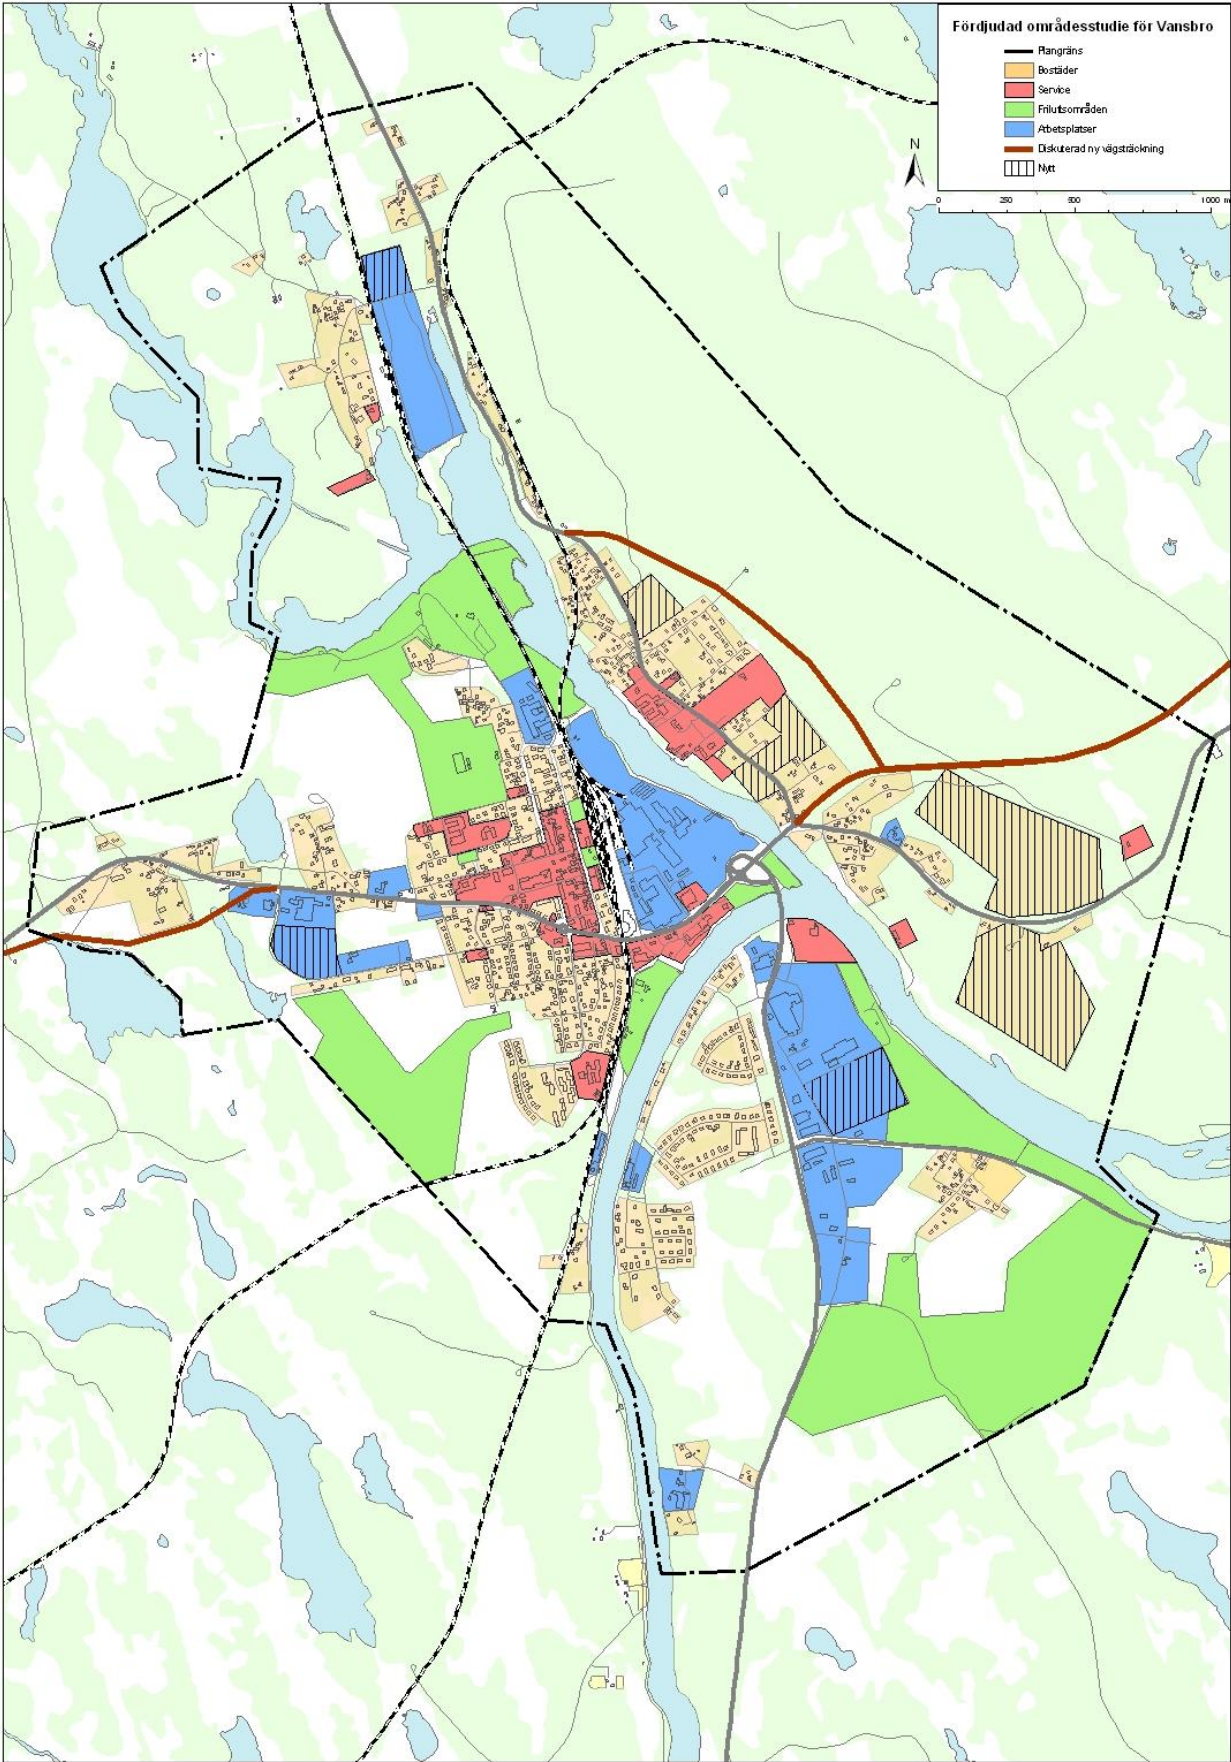 Fördjudad områdesstudie för Vansbro
Plangräns
Bostäder
Service
Friluftsområden
Arbetsplatser
Diskuterad ny vägsträckning
Nytt
N
0 250 500 1000 m